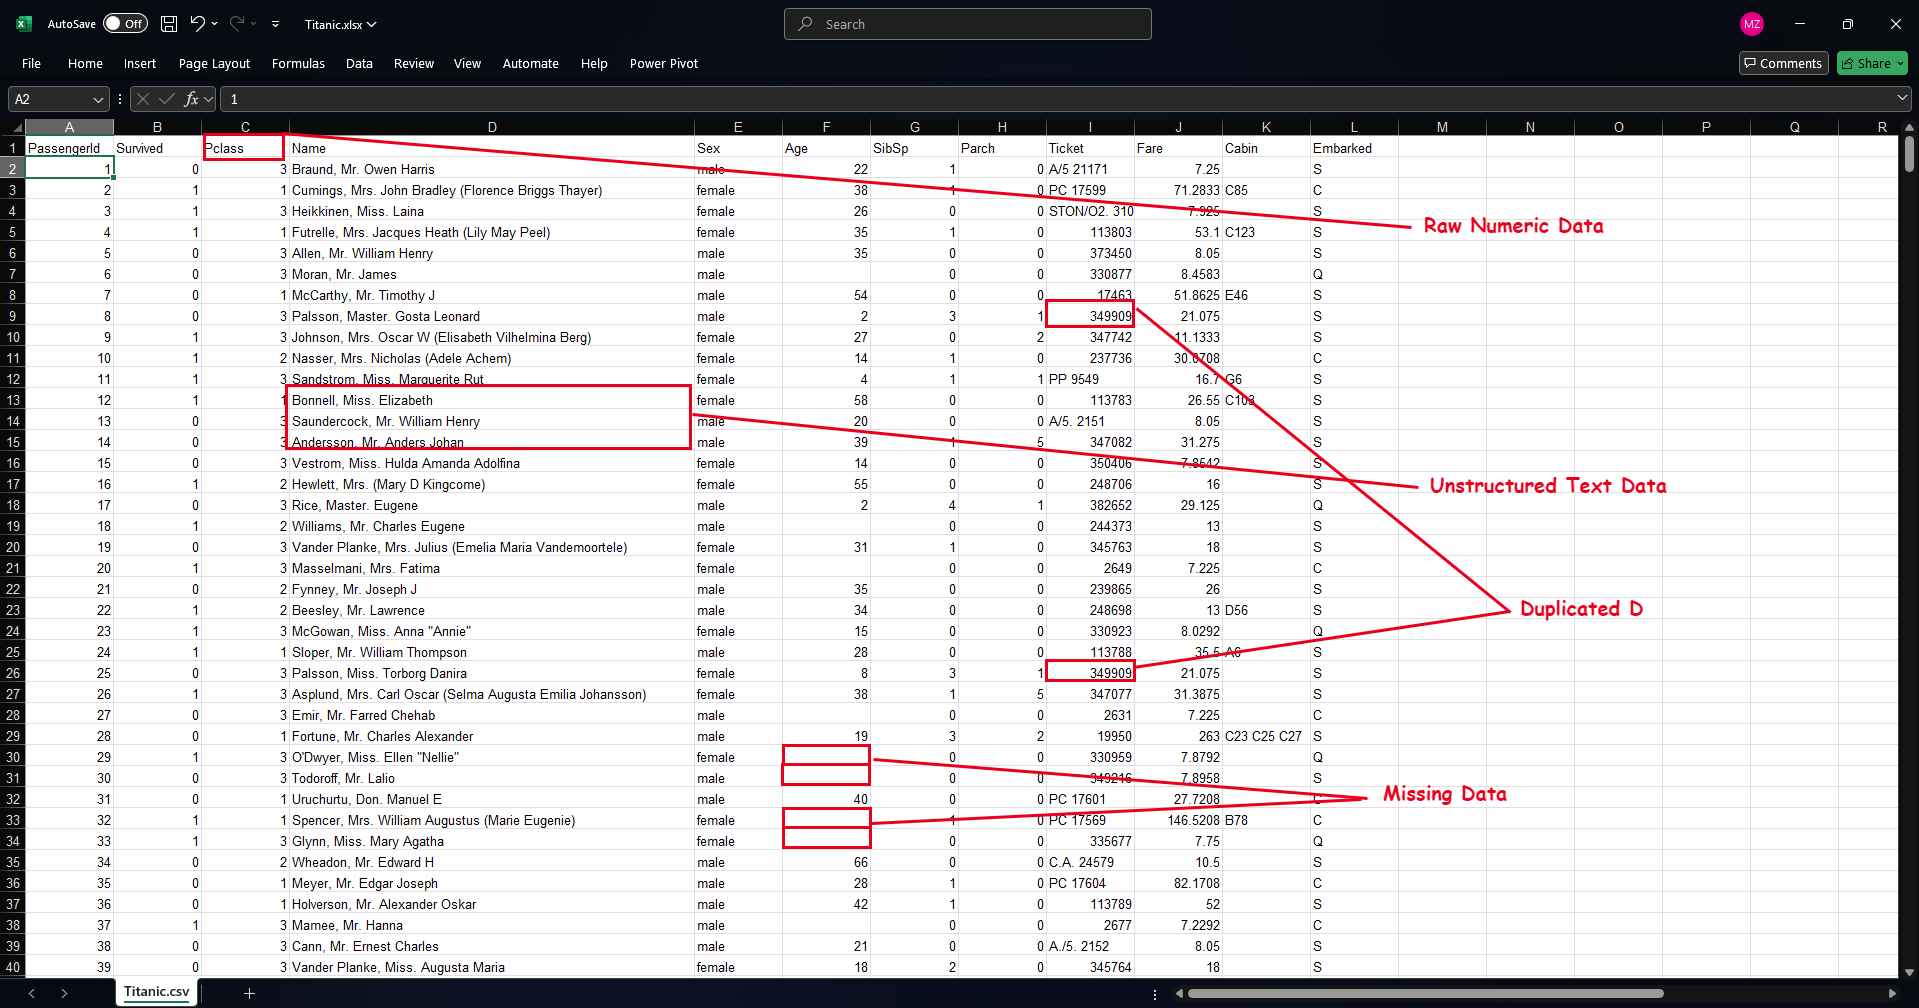 AutoSave Off Titanic.xlsx Search MZ
File Home Insert Page Layout Formulas Data Review View Automate Help Power Pivot Comments Share
A2 fx 1
A B C D E F G H I J K L M N O P Q R
1 PassengerId Survived Pclass Name Sex Age SibSp Parch Ticket Fare Cabin Embarked
2 1 0 3 Braund, Mr. Owen Harris male 22 1 0 A/5 21171 7.25 S
3 2 1 1 Cumings, Mrs. John Bradley (Florence Briggs Thayer) female 38 1 0 PC 17599 71.2833 C85 C
4 3 1 3 Heikkinen, Miss. Laina female 26 0 0 STON/O2. 310 7.925 S
Raw Numeric Data
5 4 1 1 Futrelle, Mrs. Jacques Heath (Lily May Peel) female 35 1 0 113803 53.1 C123 S
6 5 0 3 Allen, Mr. William Henry male 35 0 0 373450 8.05 S
7 6 0 3 Moran, Mr. James male 0 0 330877 8.4583 Q
8 7 0 1 McCarthy, Mr. Timothy J male 54 0 0 17463 51.8625 E46 S
9 8 0 3 Palsson, Master. Gosta Leonard male 2 3 1 349909 21.075 S
10 9 1 3 Johnson, Mrs. Oscar W (Elisabeth Vilhelmina Berg) female 27 0 2 347742 11.1333 S
11 10 1 2 Nasser, Mrs. Nicholas (Adele Achem) female 14 1 0 237736 30.0708 C
12 11 1 3 Sandstrom, Miss. Marguerite Rut female 4 1 1 PP 9549 16.7 G6 S
13 12 1 1 Bonnell, Miss. Elizabeth female 58 0 0 113783 26.55 C103 S
14 13 0 3 Saundercock, Mr. William Henry male 20 0 0 A/5. 2151 8.05 S
15 14 0 3 Andersson, Mr. Anders Johan male 39 1 5 347082 31.275 S
16 15 0 3 Vestrom, Miss. Hulda Amanda Adolfina female 14 0 0 350406 7.8542 S
17 16 1 2 Hewlett, Mrs. (Mary D Kingcome) female 55 0 0 248706 16 S
Unstructured Text Data
18 17 0 3 Rice, Master. Eugene male 2 4 1 382652 29.125 Q
19 18 1 2 Williams, Mr. Charles Eugene male 0 0 244373 13 S
20 19 0 3 Vander Planke, Mrs. Julius (Emelia Maria Vandemoortele) female 31 1 0 345763 18 S
21 20 1 3 Masselmani, Mrs. Fatima female 0 0 2649 7.225 C
22 21 0 2 Fynney, Mr. Joseph J male 35 0 0 239865 26 S
23 22 1 2 Beesley, Mr. Lawrence male 34 0 0 248698 13 D56 S
Duplicated D
24 23 1 3 McGowan, Miss. Anna "Annie" female 15 0 0 330923 8.0292 Q
25 24 1 1 Sloper, Mr. William Thompson male 28 0 0 113788 35.5 A6 S
26 25 0 3 Palsson, Miss. Torborg Danira female 8 3 1 349909 21.075 S
27 26 1 3 Asplund, Mrs. Carl Oscar (Selma Augusta Emilia Johansson) female 38 1 5 347077 31.3875 S
28 27 0 3 Emir, Mr. Farred Chehab male 0 0 2631 7.225 C
29 28 0 1 Fortune, Mr. Charles Alexander male 19 3 2 19950 263 C23 C25 C27 S
30 29 1 3 O'Dwyer, Miss. Ellen "Nellie" female 0 0 330959 7.8792 Q
31 30 0 3 Todoroff, Mr. Lalio male 0 0 349216 7.8958 S
32 31 0 1 Uruchurtu, Don. Manuel E male 40 0 0 PC 17601 27.7208 C
Missing Data
33 32 1 1 Spencer, Mrs. William Augustus (Marie Eugenie) female 1 0 PC 17569 146.5208 B78 C
34 33 1 3 Glynn, Miss. Mary Agatha female 0 0 335677 7.75 Q
35 34 0 2 Wheadon, Mr. Edward H male 66 0 0 C.A. 24579 10.5 S
36 35 0 1 Meyer, Mr. Edgar Joseph male 28 1 0 PC 17604 82.1708 C
37 36 0 1 Holverson, Mr. Alexander Oskar male 42 1 0 113789 52 S
38 37 1 3 Mamee, Mr. Hanna male 0 0 2677 7.2292 C
39 38 0 3 Cann, Mr. Ernest Charles male 21 0 0 A./5. 2152 8.05 S
40 39 0 3 Vander Planke, Miss. Augusta Maria female 18 2 0 345764 18 S
Titanic.csv